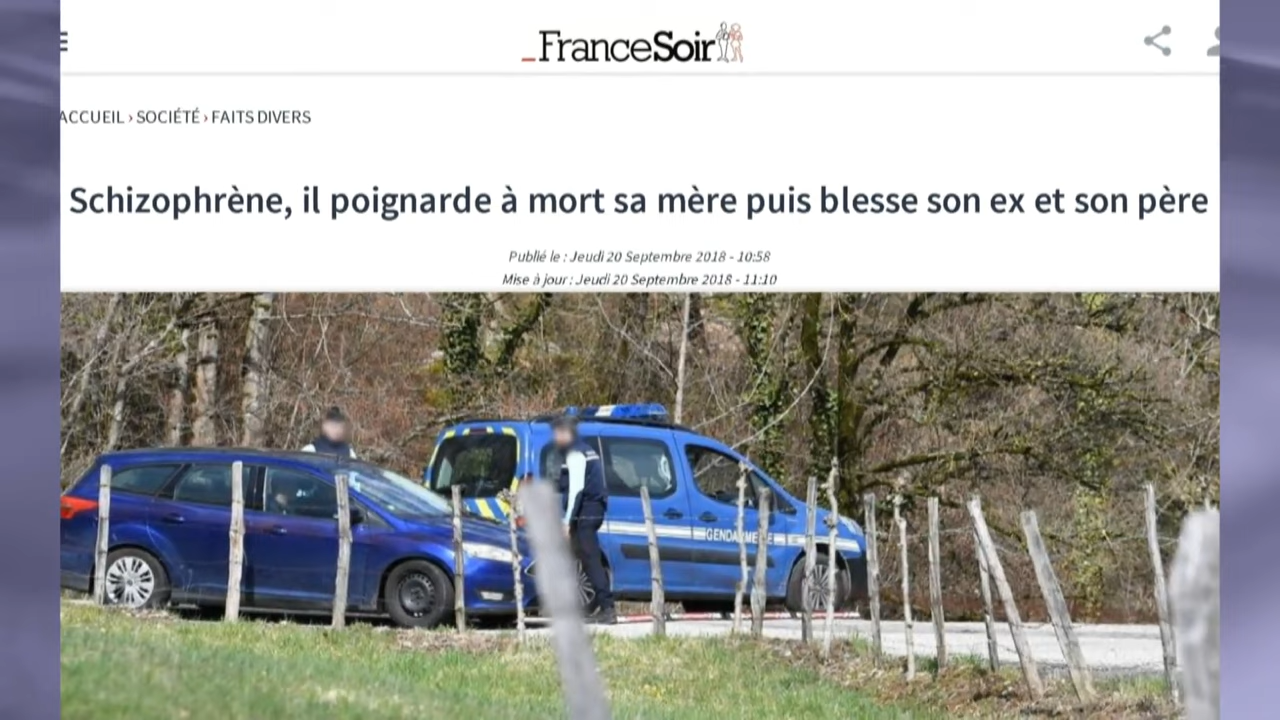 _FranceSoir
ACCUEIL › SOCIÉTÉ › FAITS DIVERS
Schizophrène, il poignarde à mort sa mère puis blesse son ex et son père
Publié le : Jeudi 20 Septembre 2018 - 10:58
Mise à jour : Jeudi 20 Septembre 2018 - 11:10
GENDARMERIE